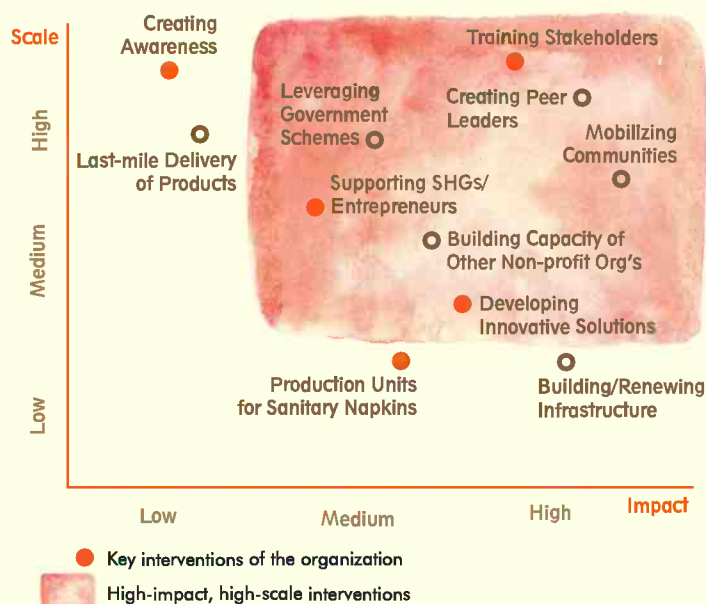 Scale
Creating
Awareness
Training Stakeholders
Leveraging
Government
Schemes
Creating Peer
Leaders
High
Mobilizing
Communities
Last-mile Delivery
of Products
Supporting SHGs/
Entrepreneurs
Medium
Building Capacity of
Other Non-profit Org's
Developing
Innovative Solutions
Production Units
for Sanitary Napkins
Building/Renewing
Infrastructure
Low
Low
Medium
High
Impact
Key interventions of the organization
High-impact, high-scale interventions